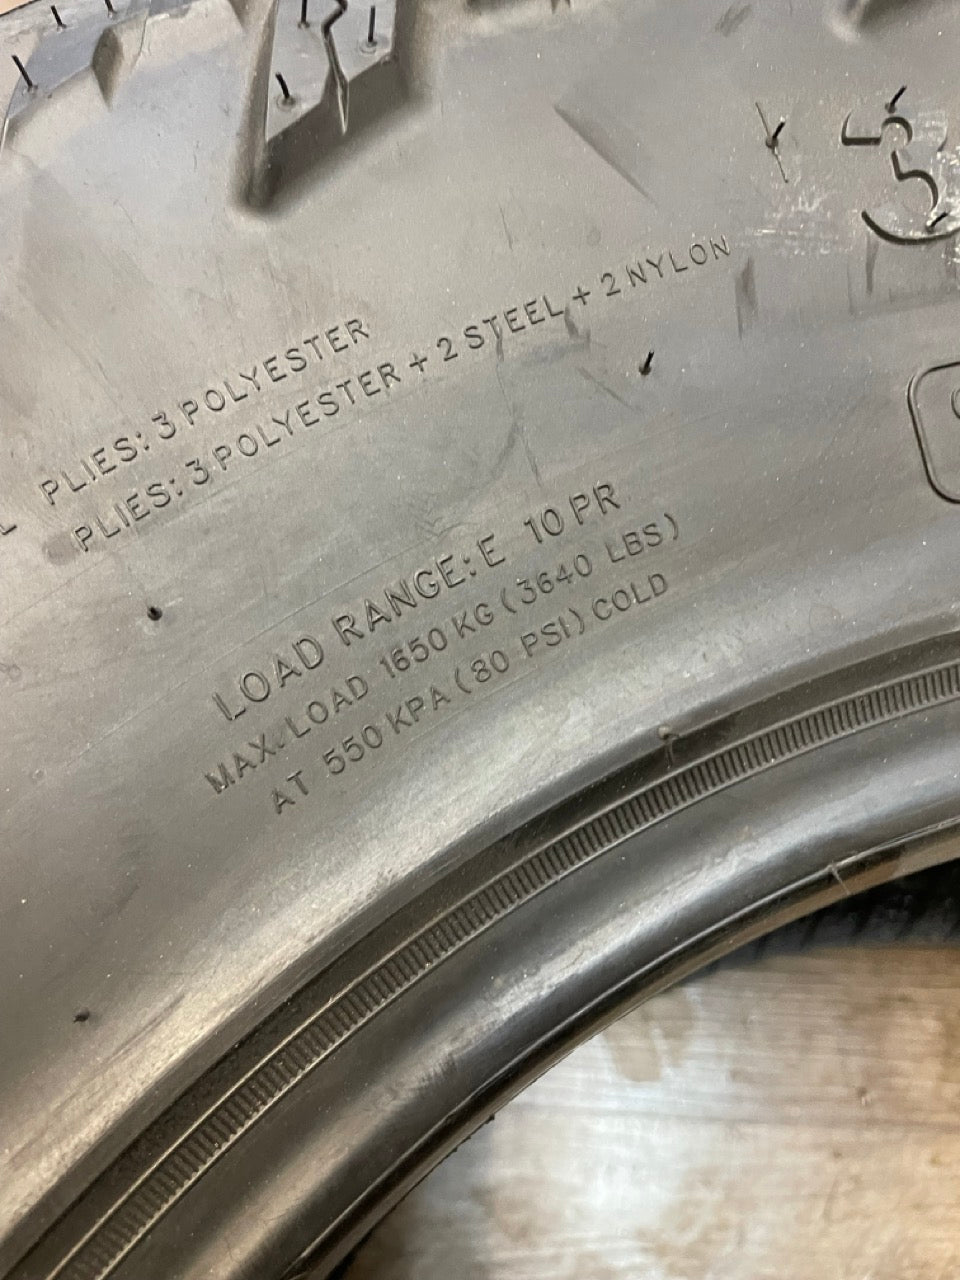 3
PLIES: 3 POLYESTER
PLIES: 3 POLYESTER + 2 STEEL + 2 NYLON
LOAD RANGE: E 10 PR
MAX. LOAD 1650 KG (3640 LBS)
AT 550 KPA (80 PSI) COLD